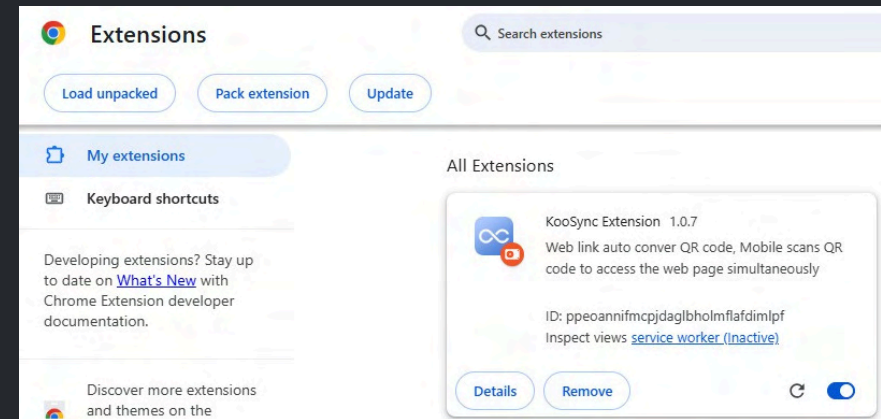 Extensions
Search extensions
Load unpacked
Pack extension
Update
My extensions
Keyboard shortcuts
Developing extensions? Stay up
to date on What's New with
Chrome Extension developer
documentation.
Discover more extensions
and themes on the
All Extensions
KooSync Extension 1.0.7
Web link auto conver QR code, Mobile scans QR
code to access the web page simultaneously
ID: ppeoannifmcpjdaglbholmflafdimlpf
Inspect views service worker (Inactive)
Details
Remove